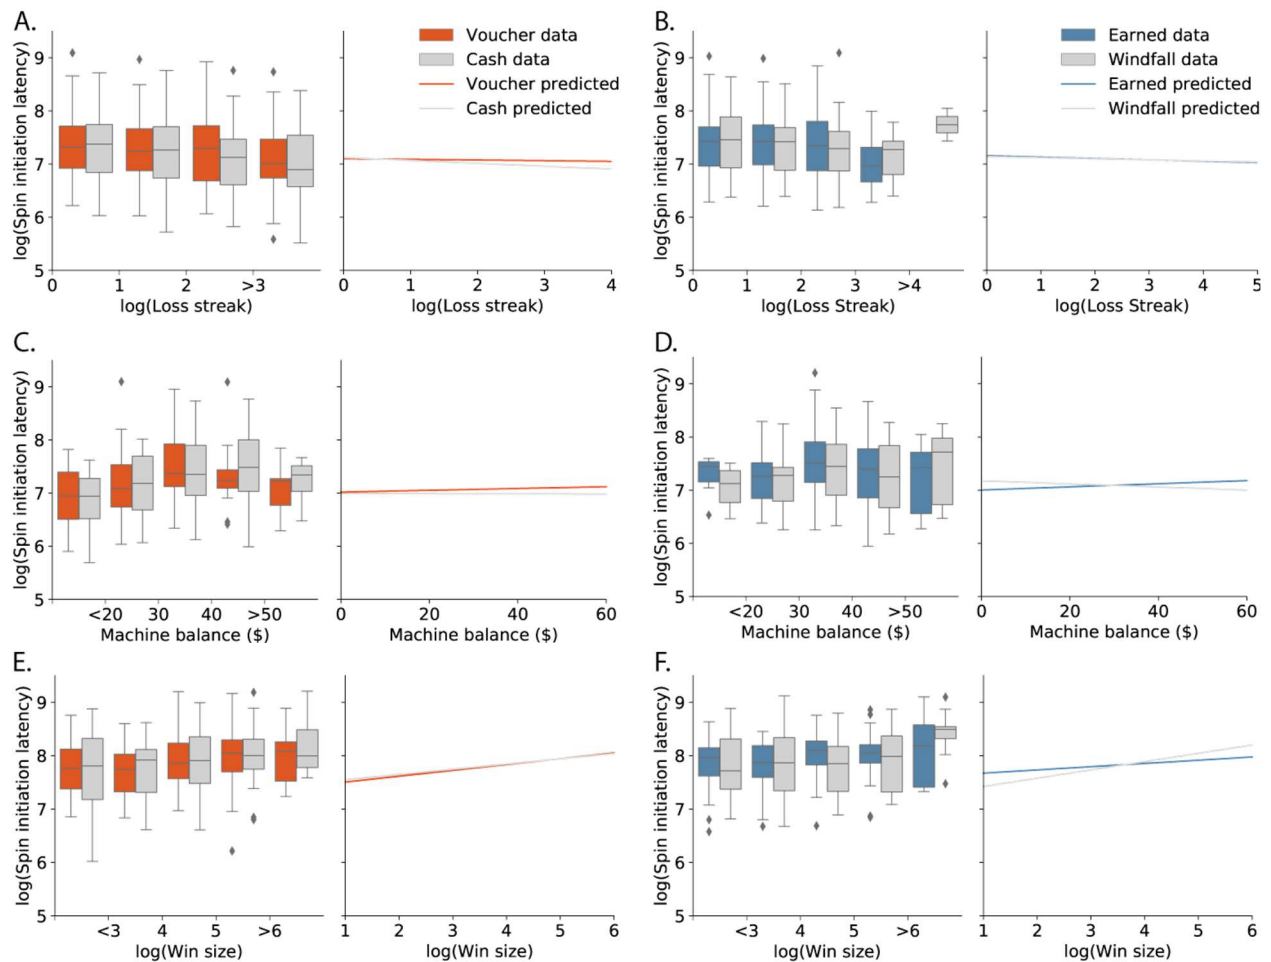 A.
log(Spin initiation latency)
9
8
7
6
5
0 1 2 >3
log(Loss streak)
Voucher data
Cash data
Voucher predicted
Cash predicted
0 1 2 3 4
log(Loss streak)
B.
log(Spin initiation latency)
9
8
7
6
5
0 1 2 3 >4
log(Loss Streak)
Earned data
Windfall data
Earned predicted
Windfall predicted
0 1 2 3 4 5
log(Loss Streak)
C.
log(Spin initiation latency)
9
8
7
6
5
<20 30 40 >50
Machine balance ($)
0 20 40 60
Machine balance ($)
D.
log(Spin initiation latency)
9
8
7
6
5
<20 30 40 >50
Machine balance ($)
0 20 40 60
Machine balance ($)
E.
log(Spin initiation latency)
9
8
7
6
5
<3 4 5 >6
log(Win size)
1 2 3 4 5 6
log(Win size)
F.
log(Spin initiation latency)
9
8
7
6
5
<3 4 5 >6
log(Win size)
1 2 3 4 5 6
log(Win size)